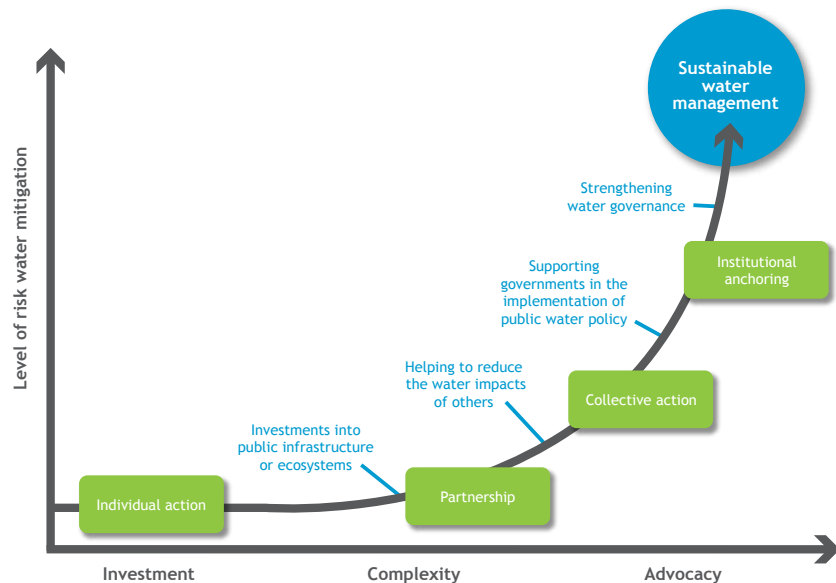 Sustainable
water
management
Level of risk water mitigation
Strengthening
water governance
Institutional
anchoring
Supporting
governments in the
implementation of
public water policy
Helping to reduce
the water impacts
of others
Collective action
Investments into
public infrastructure
or ecosystems
Individual action
Partnership
Investment
Complexity
Advocacy